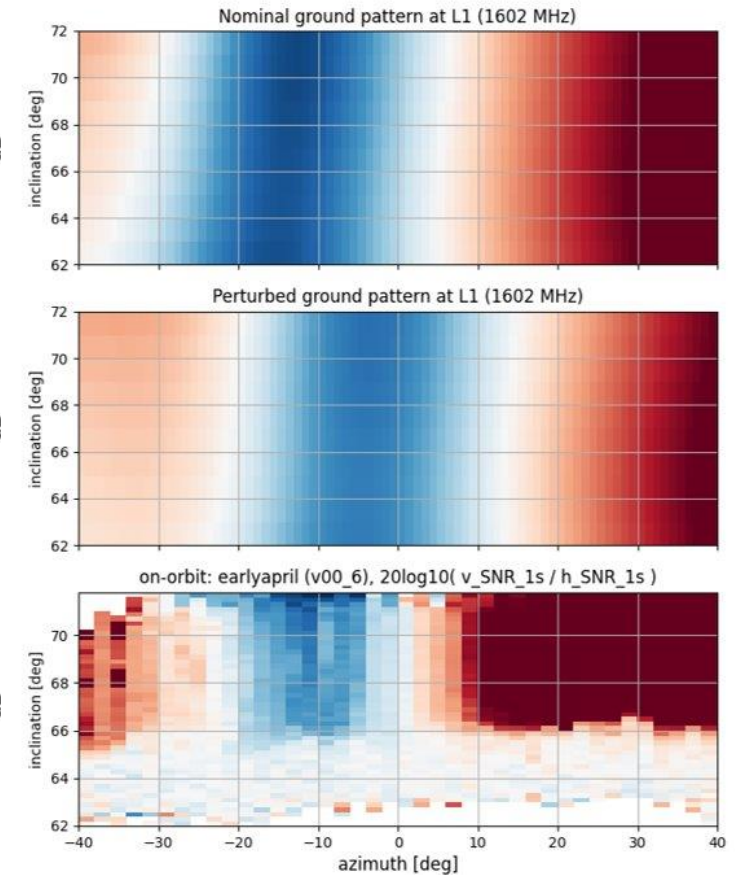 Nominal ground pattern at L1 (1602 MHz)
72
70
68
66
64
62
inclination [deg]
Perturbed ground pattern at L1 (1602 MHz)
72
70
68
66
64
62
inclination [deg]
on-orbit: earlyapril (v00_6), 20log10( v_SNR_1s / h_SNR_1s )
70
68
66
64
62
inclination [deg]
−40 −30 −20 −10 0 10 20 30 40
azimuth [deg]